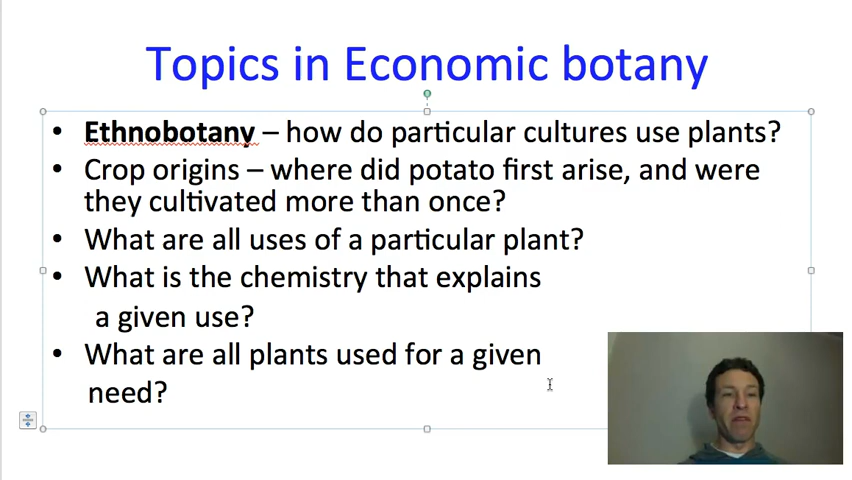 Topics in Economic botany
• Ethnobotany – how do particular cultures use plants?
• Crop origins – where did potato first arise, and were
they cultivated more than once?
• What are all uses of a particular plant?
• What is the chemistry that explains
a given use?
• What are all plants used for a given
need?